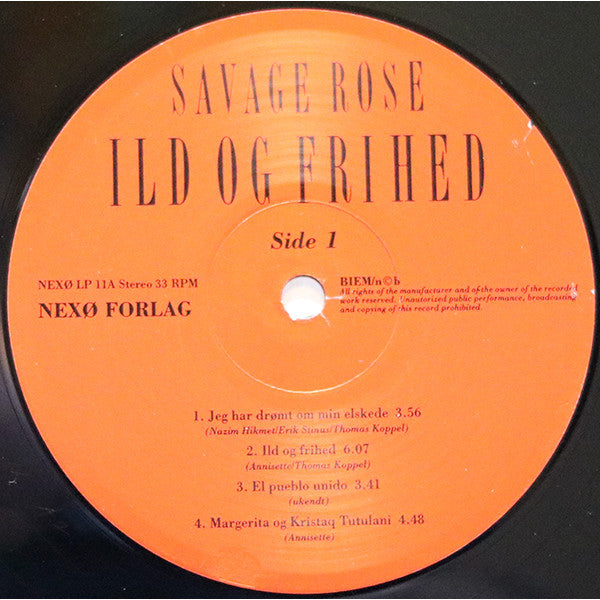 SAVAGE ROSE
ILD OG FRIHED
Side 1
NEXØ LP 11A Stereo 33 RPM
NEXØ FORLAG
BIEM/n©b
All rights of the manufacturer and of the owner of the recorded
work reserved. Unautorized public performance, broadcasting
and copying of this record prohibited.
1. Jeg har drømt om min elskede 3.56
(Nazim Hikmet/Erik Stinus/Thomas Koppel)
2. Ild og frihed 6.07
(Annisette/Thomas Koppel)
3. El pueblo unido 3.41
(ukendt)
4. Margerita og Kristaq Tutulani 4.48
(Annisette)